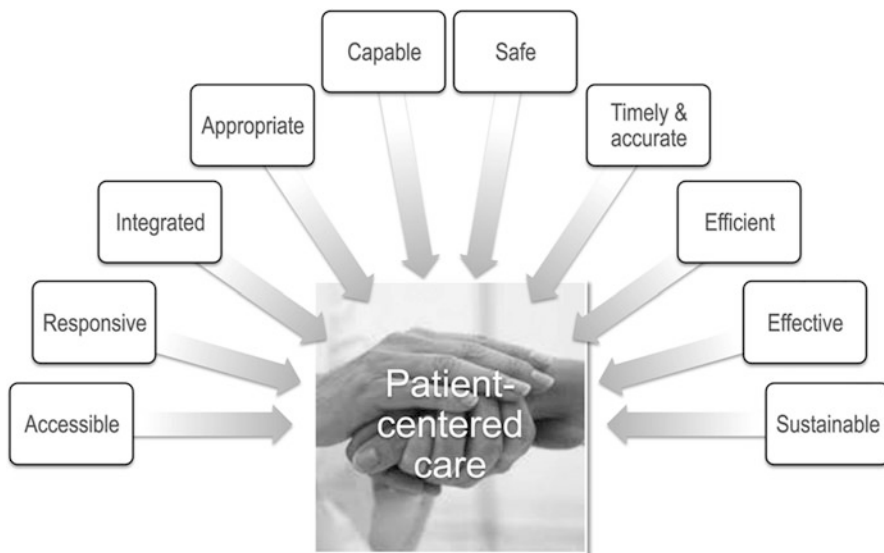 Capable
Safe
Appropriate
Timely &
accurate
Integrated
Efficient
Responsive
Effective
Accessible
Sustainable
Patient-
centered
care